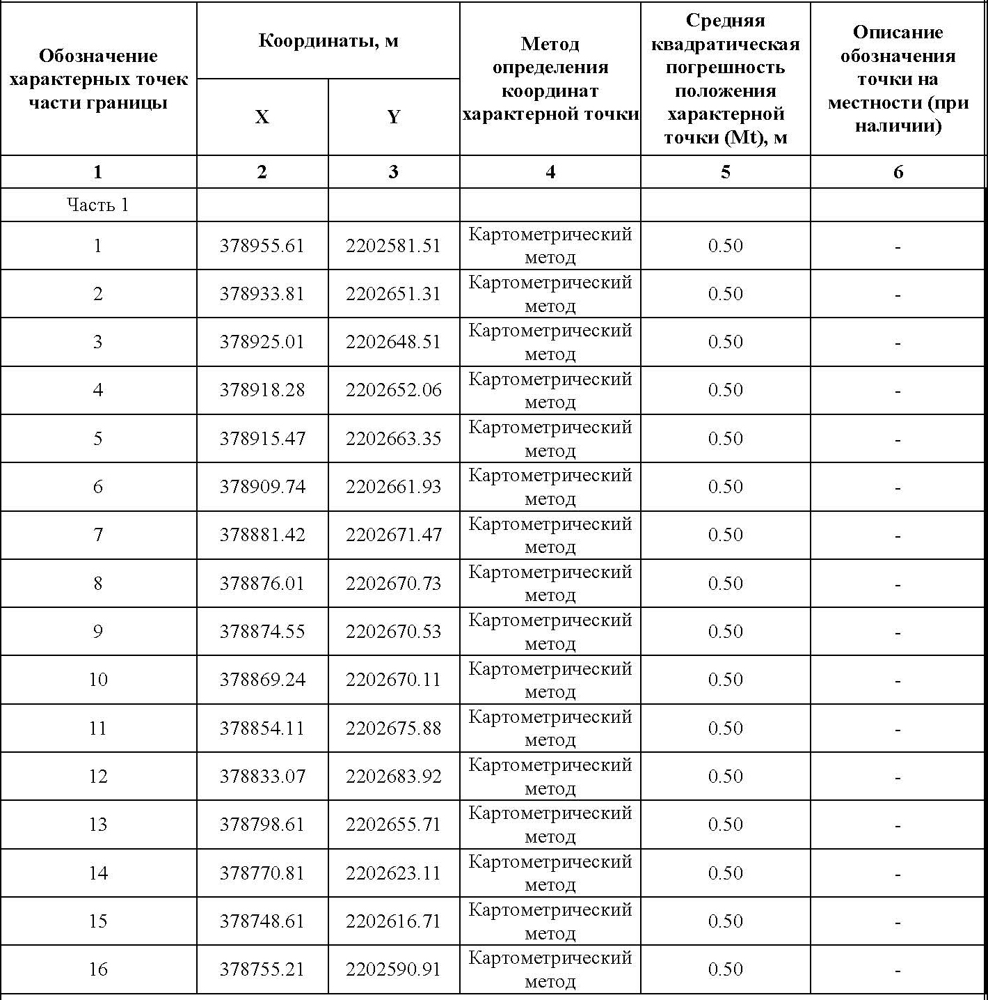 Обозначение
характерных точек
части границы
Координаты, м
X
Y
Метод
определения
координат
характерной точки
Средняя
квадратическая
погрешность
положения
характерной
точки (Mt), м
Описание
обозначения
точки на
местности (при
наличии)
1 2 3 4 5 6
Часть 1
1 378955.61 2202581.51 Картометрический метод 0.50 -
2 378933.81 2202651.31 Картометрический метод 0.50 -
3 378925.01 2202648.51 Картометрический метод 0.50 -
4 378918.28 2202652.06 Картометрический метод 0.50 -
5 378915.47 2202663.35 Картометрический метод 0.50 -
6 378909.74 2202661.93 Картометрический метод 0.50 -
7 378881.42 2202671.47 Картометрический метод 0.50 -
8 378876.01 2202670.73 Картометрический метод 0.50 -
9 378874.55 2202670.53 Картометрический метод 0.50 -
10 378869.24 2202670.11 Картометрический метод 0.50 -
11 378854.11 2202675.88 Картометрический метод 0.50 -
12 378833.07 2202683.92 Картометрический метод 0.50 -
13 378798.61 2202655.71 Картометрический метод 0.50 -
14 378770.81 2202623.11 Картометрический метод 0.50 -
15 378748.61 2202616.71 Картометрический метод 0.50 -
16 378755.21 2202590.91 Картометрический метод 0.50 -